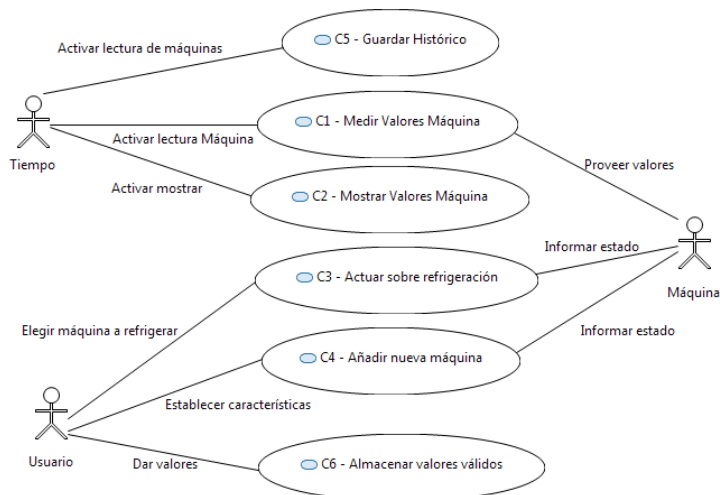 C5 - Guardar Histórico
Activar lectura de máquinas
C1 - Medir Valores Máquina
Activar lectura Máquina
Tiempo
Proveer valores
Activar mostrar
C2 - Mostrar Valores Máquina
Informar estado
C3 - Actuar sobre refrigeración
Máquina
Elegir máquina a refrigerar
Informar estado
C4 - Añadir nueva máquina
Establecer características
Usuario
Dar valores
C6 - Almacenar valores válidos